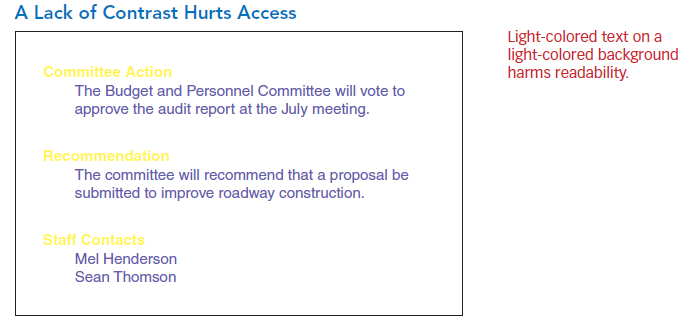 A Lack of Contrast Hurts Access
Committee Action
The Budget and Personnel Committee will vote to
approve the audit report at the July meeting.
Recommendation
The committee will recommend that a proposal be
submitted to improve roadway construction.
Staff Contacts
Mel Henderson
Sean Thomson
Light-colored text on a
light-colored background
harms readability.